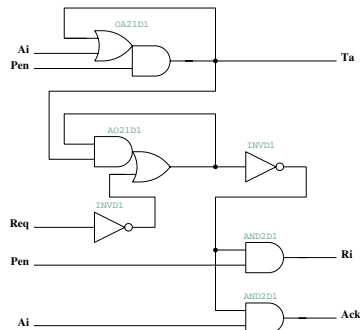 OA21D1
Ai
Pen
Ta
AO21D1
INVD1
INVD1
Req
AND2D1
Pen
Ri
AND2D1
Ai
Ack